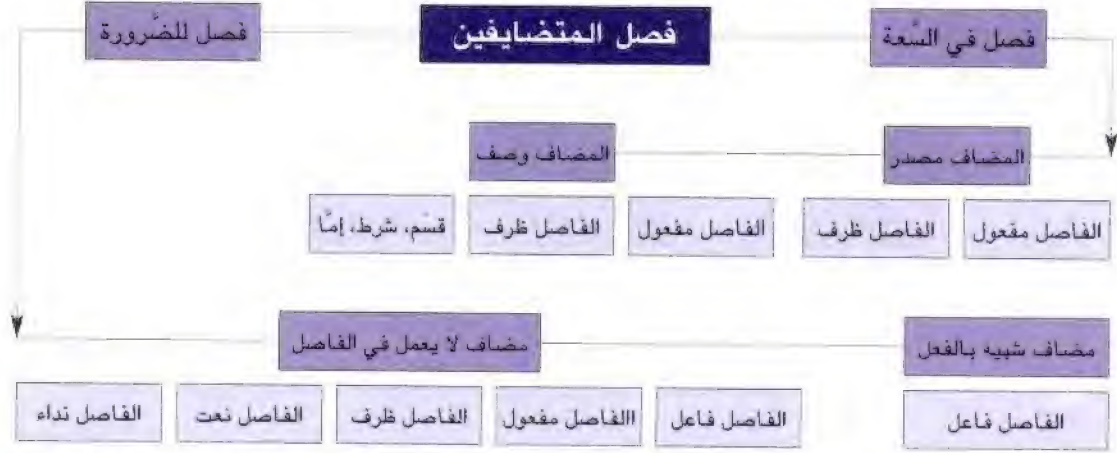 فصل في السَّعة
فصل المتضايفين
فصل للضَّرورة
المضاف مصدر
المضاف وصف
الفاصل مفعول
الفاصل ظرف
الفاصل مفعول
الفاصل ظرف
قسَم، شرط، إمَّا
مضاف شبيه بالفعل
مضاف لا يعمل في الفاصل
الفاصل فاعل
الفاصل فاعل
االفاصل مفعول
الفاصل ظرف
الفاصل نعت
الفاصل نداء